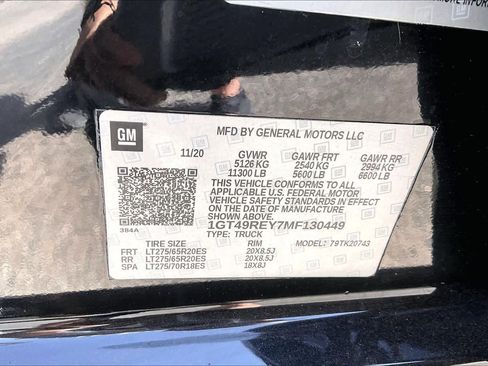 GM
MFD BY GENERAL MOTORS LLC
11/20 GVWR GAWR FRT GAWR RR
5126 KG 2540 KG 2994 KG
11300 LB 5600 LB 6600 LB
THIS VEHICLE CONFORMS TO ALL
APPLICABLE U.S. FEDERAL MOTOR
VEHICLE SAFETY STANDARDS IN EFFECT
ON THE DATE OF MANUFACTURE SHOWN ABOVE.
1GT49REY7MF130449
384A TYPE: TRUCK
TIRE SIZE RIM MODEL: 79TK20743
FRT LT275/65R20ES 20X8.5J
RR LT275/65R20ES 20X8.5J
SPA LT275/70R18ES 18X8J